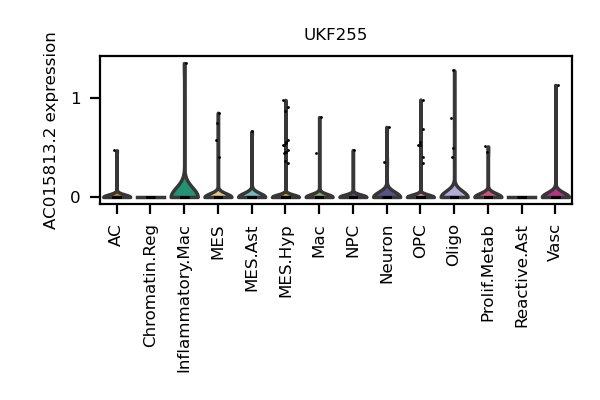 UKF255
AC015813.2 expression
1
0
AC
Chromatin.Reg
Inflammatory.Mac
MES
MES.Ast
MES.Hyp
Mac
NPC
Neuron
OPC
Oligo
Prolif.Metab
Reactive.Ast
Vasc